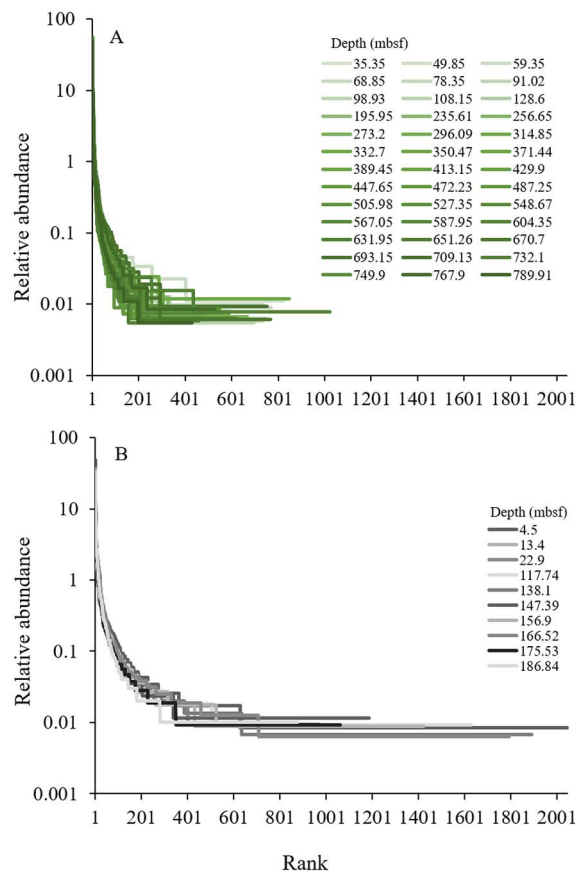 A
Depth (mbsf)
35.35 49.85 59.35
68.85 78.35 91.02
98.93 108.15 128.6
195.95 235.61 256.65
273.2 296.09 314.85
332.7 350.47 371.44
389.45 413.15 429.9
447.65 472.23 487.25
505.98 527.35 548.67
567.05 587.95 604.35
631.95 651.26 670.7
693.15 709.13 732.1
749.9 767.9 789.91
Relative abundance
100
10
1
0.1
0.01
0.001
1 201 401 601 801 1001 1201 1401 1601 1801 2001
B
Depth (mbsf)
4.5
13.4
22.9
117.74
138.1
147.39
156.9
166.52
175.53
186.84
Relative abundance
100
10
1
0.1
0.01
0.001
1 201 401 601 801 1001 1201 1401 1601 1801 2001
Rank